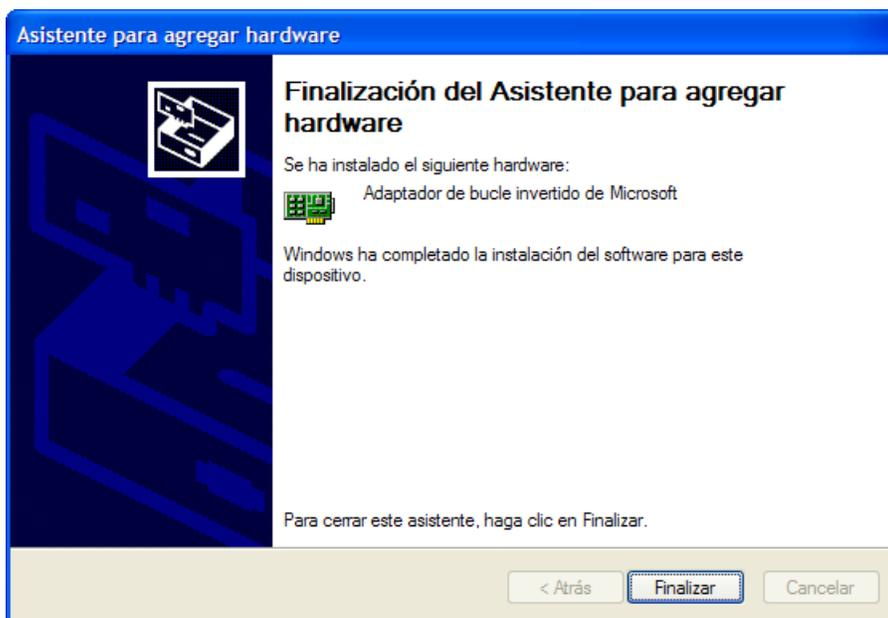 Asistente para agregar hardware
Finalización del Asistente para agregar
hardware
Se ha instalado el siguiente hardware:
Adaptador de bucle invertido de Microsoft
Windows ha completado la instalación del software para este
dispositivo.
Para cerrar este asistente, haga clic en Finalizar.
< Atrás
Finalizar
Cancelar